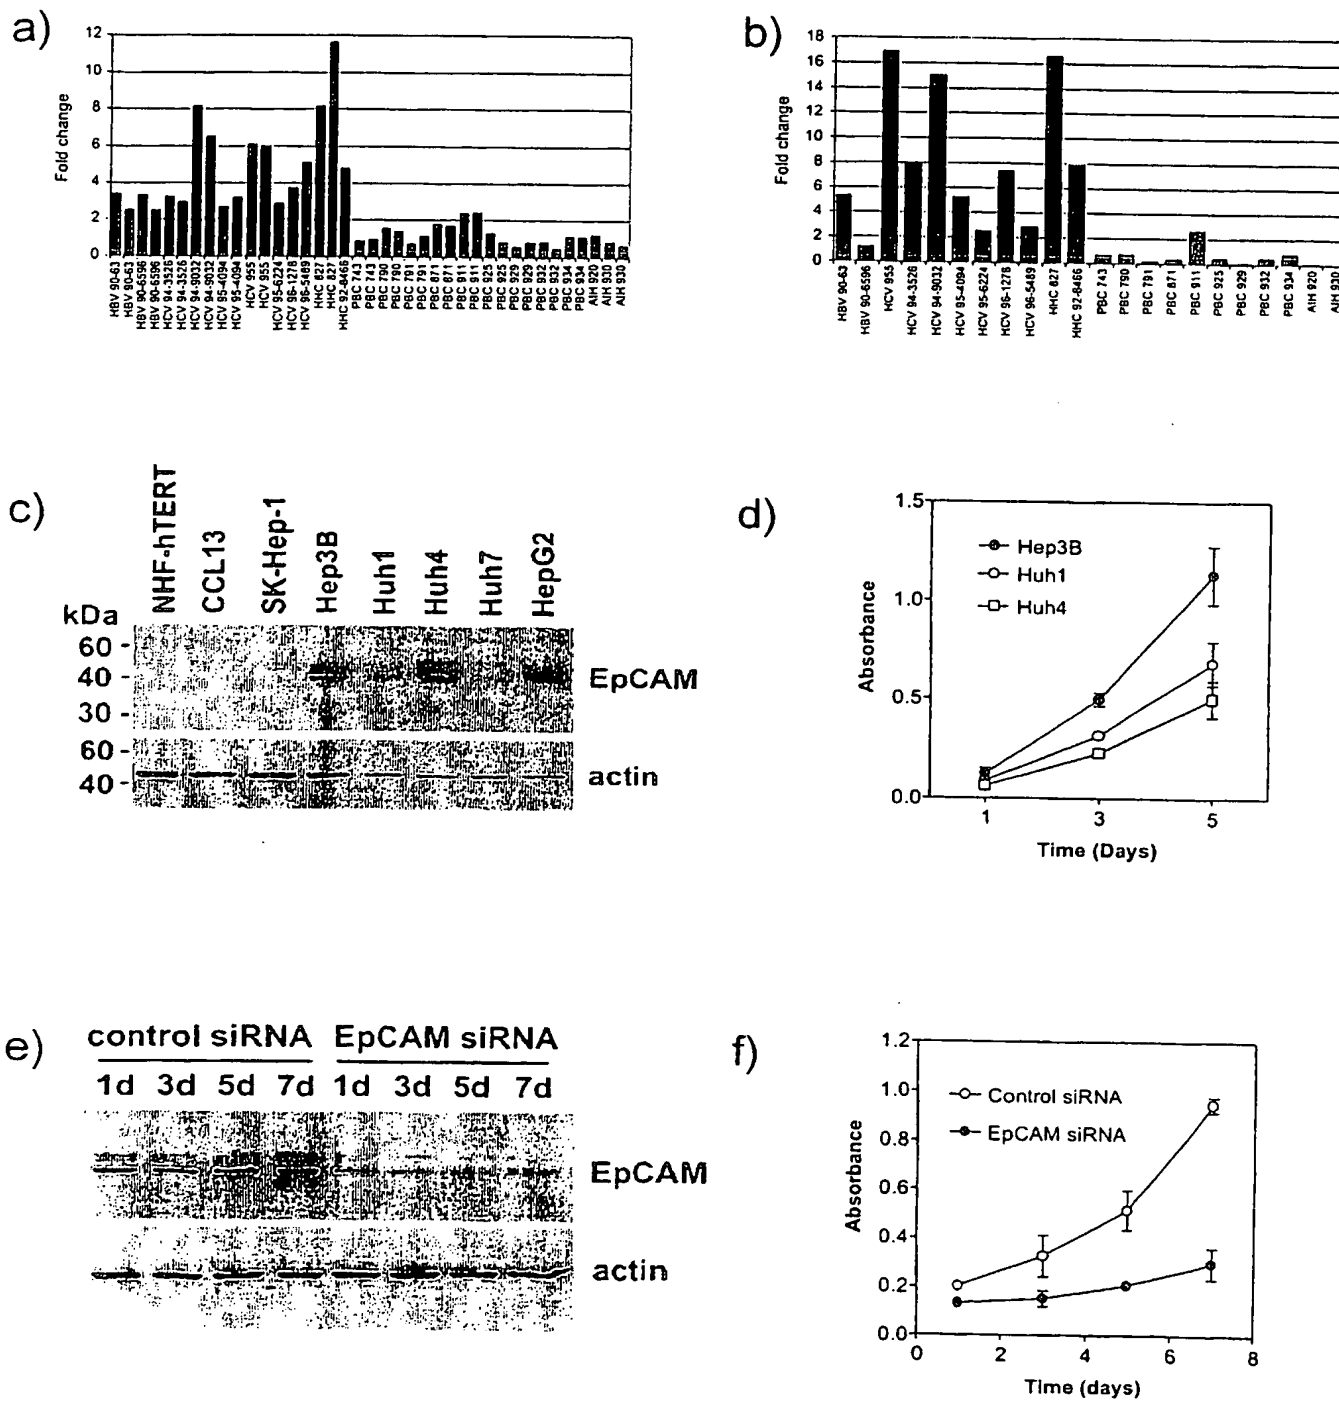 a)
12
10
8
6
4
2
0
Fold change
HBV 90-63
HBV 90-63
HBV 90-6596
HBV 90-6596
HCV 94-3526
HCV 94-3526
HCV 94-9032
HCV 94-9032
HCV 95-4094
HCV 95-4094
HCV 955
HCV 955
HCV 95-6224
HCV 96-1278
HCV 96-5489
HHC 827
HHC 827
HHC 92-8466
PBC 743
PBC 743
PBC 790
PBC 790
PBC 791
PBC 791
PBC 871
PBC 871
PBC 911
PBC 911
PBC 925
PBC 925
PBC 929
PBC 929
PBC 932
PBC 932
PBC 934
PBC 934
AIH 920
AIH 930
AIH 930
b)
18
16
14
12
10
8
6
4
2
0
Fold change
HBV 90-63
HBV 90-6596
HCV 955
HCV 94-3526
HCV 94-9032
HCV 95-4094
HCV 95-6224
HCV 96-1278
HCV 96-5489
HHC 827
HHC 92-8466
PBC 743
PBC 790
PBC 791
PBC 871
PBC 911
PBC 925
PBC 929
PBC 932
PBC 934
AIH 920
AIH 930
c)
NHF-hTERT
CCL13
SK-Hep-1
Hep3B
Huh1
Huh4
Huh7
HepG2
kDa
60 -
40 -
30 -
EpCAM
60 -
40 -
actin
d)
1.5
1.0
0.5
0.0
Absorbance
Hep3B
Huh1
Huh4
1 3 5
Time (Days)
e)
control siRNA EpCAM siRNA
1d 3d 5d 7d 1d 3d 5d 7d
EpCAM
actin
f)
1.2
1.0
0.8
0.6
0.4
0.2
0.0
Absorbance
Control siRNA
EpCAM siRNA
0 2 4 6 8
Time (days)